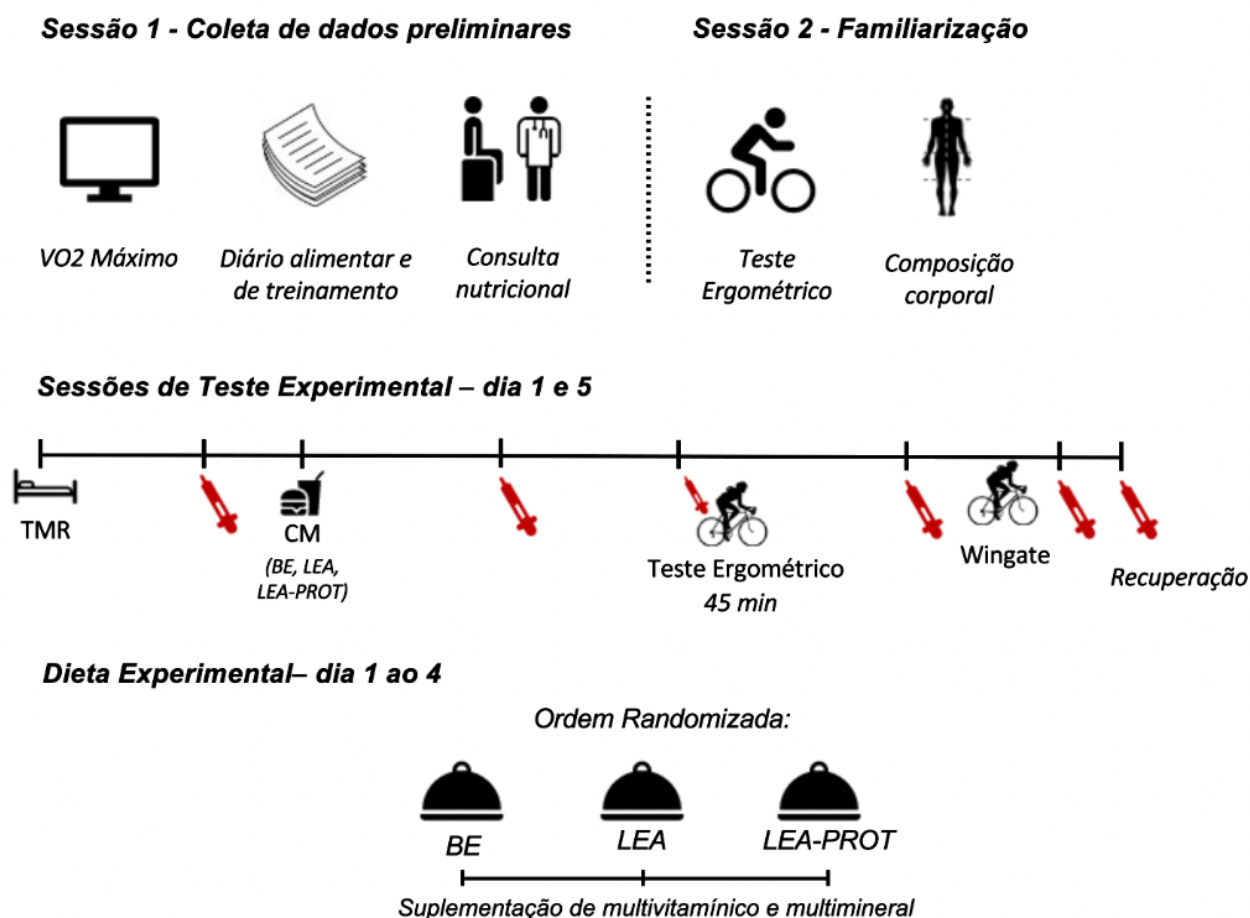 Sessão 1 - Coleta de dados preliminares
Sessão 2 - Familiarização
VO2 Máximo
Diário alimentar e
de treinamento
Consulta
nutricional
Teste
Ergométrico
Composição
corporal
Sessões de Teste Experimental – dia 1 e 5
TMR
CM
(BE, LEA,
LEA-PROT)
Teste Ergométrico
45 min
Wingate
Recuperação
Dieta Experimental– dia 1 ao 4
Ordem Randomizada:
BE
LEA
LEA-PROT
Suplementação de multivitamínico e multimineral